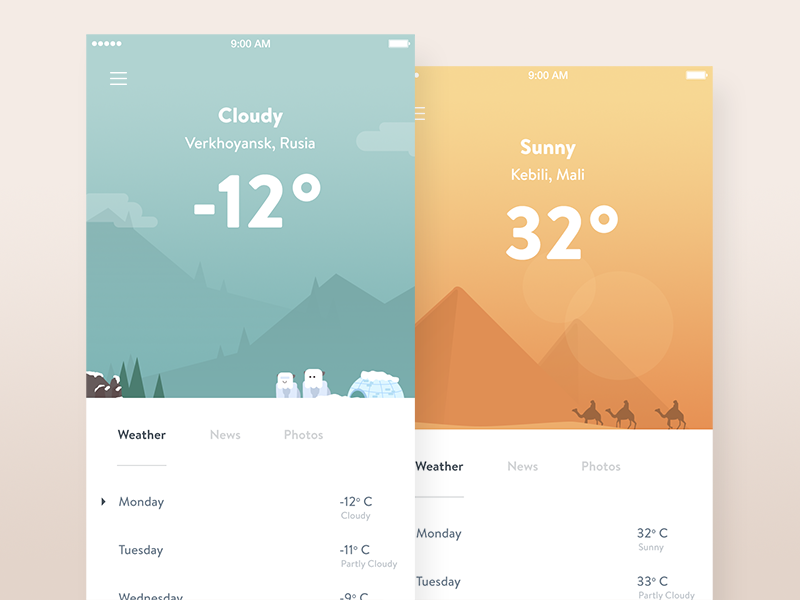 9:00 AM
Cloudy
Verkhoyansk, Rusia
-12°
Weather News Photos
Monday -12° C
Cloudy
Tuesday -11° C
Partly Cloudy
Wednesday -9° C
9:00 AM
Sunny
Kebili, Mali
32°
Weather News Photos
Monday 32° C
Sunny
Tuesday 33° C
Partly Cloudy